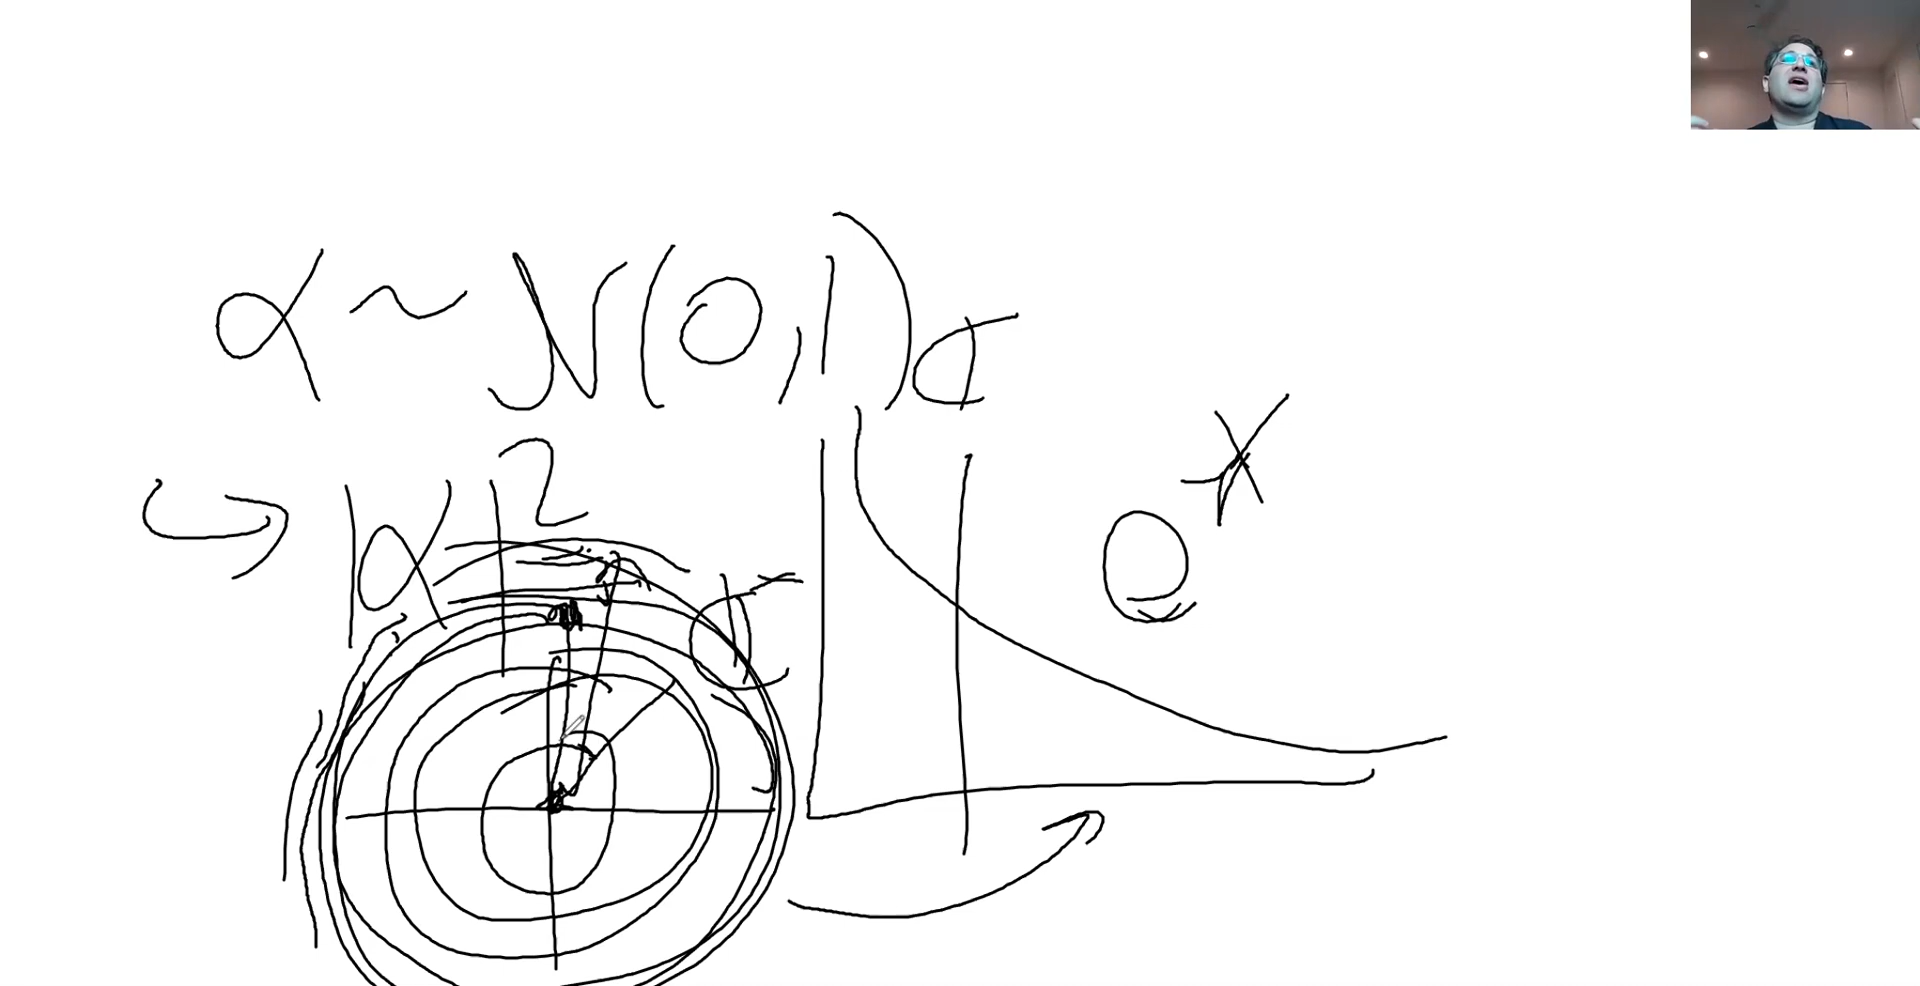 α ~ N(0,1)ℂ
↪ |α|²
ℂ